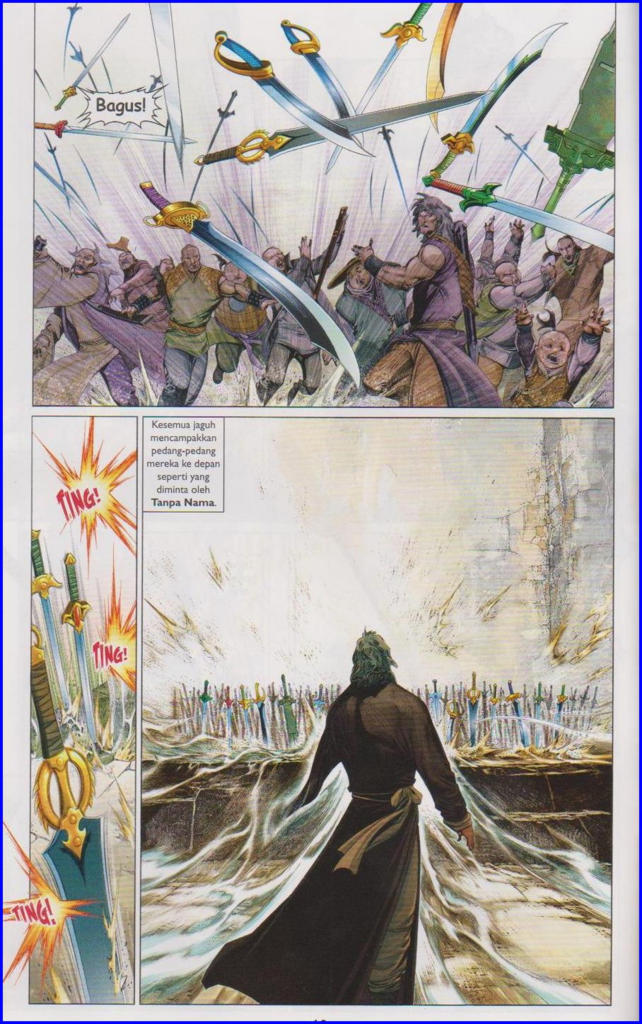 Bagus!
TING!
TING!
TING!
Kesemua jaguh
mencampakkan
pedang-pedang
mereka ke depan
seperti yang
diminta oleh
Tanpa Nama.